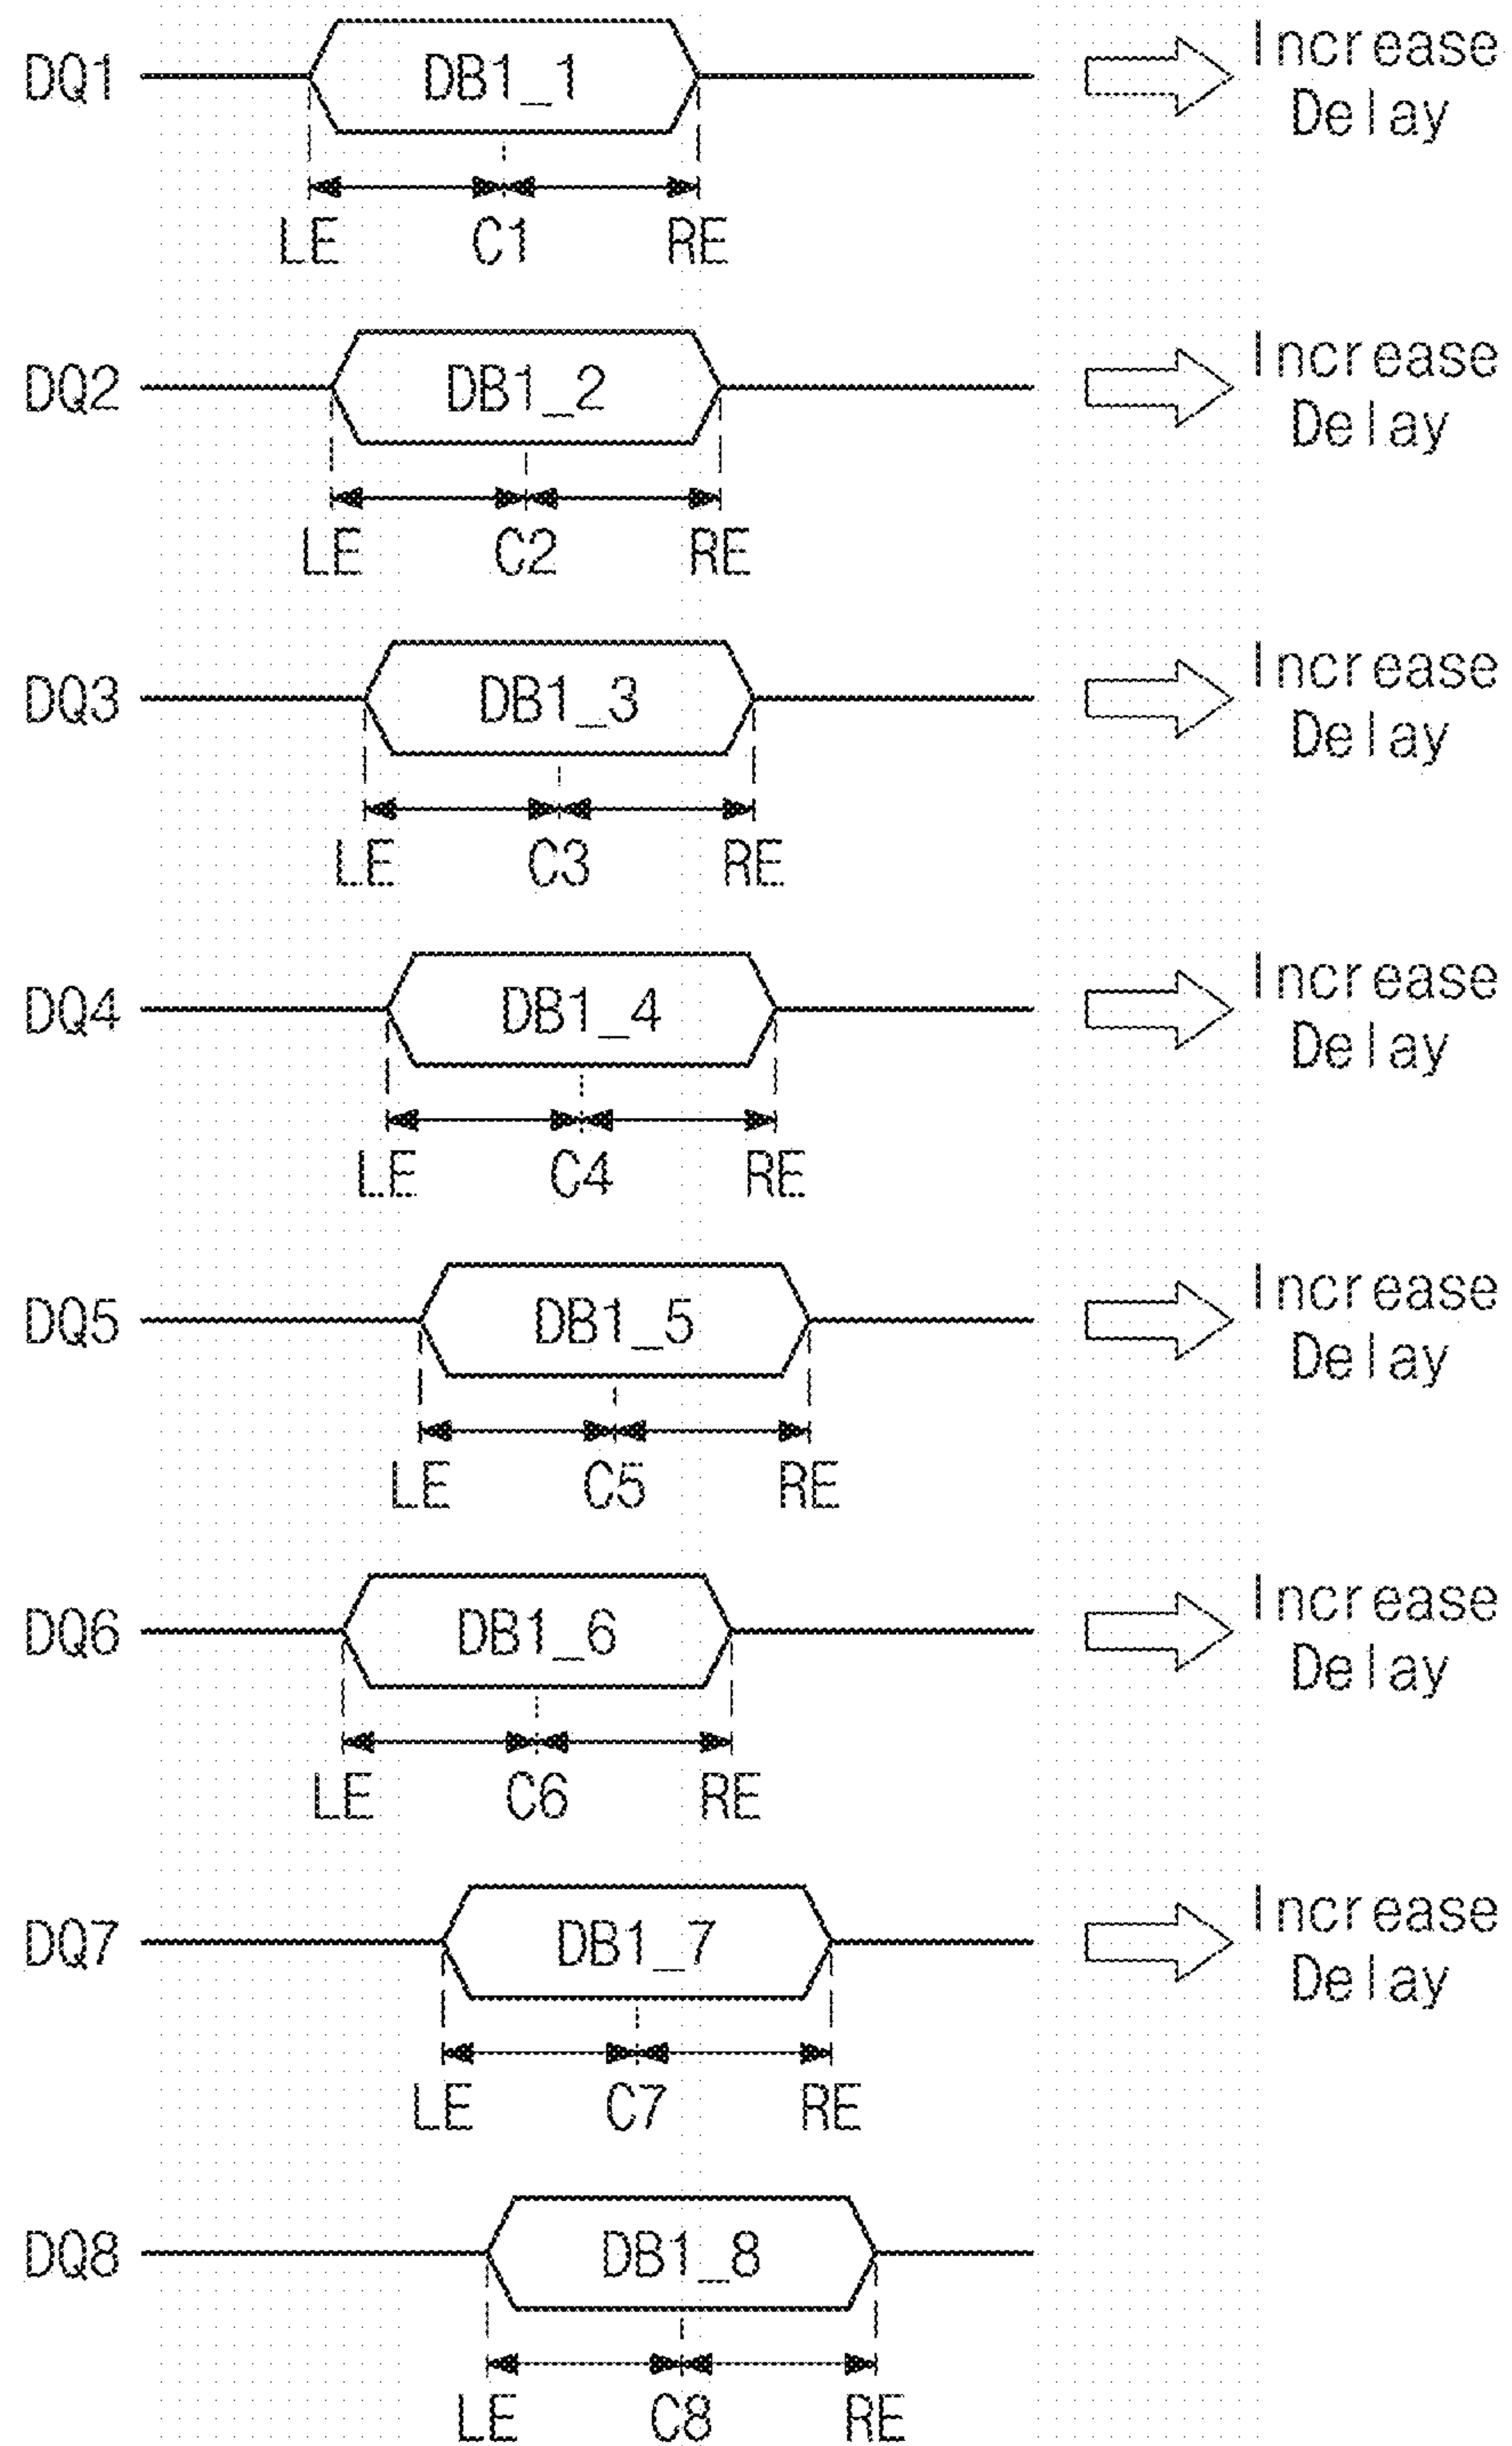 DQ1 DB1_1 Increase
Delay
LE C1 RE
DQ2 DB1_2 Increase
Delay
LE C2 RE
DQ3 DB1_3 Increase
Delay
LE C3 RE
DQ4 DB1_4 Increase
Delay
LE C4 RE
DQ5 DB1_5 Increase
Delay
LE C5 RE
DQ6 DB1_6 Increase
Delay
LE C6 RE
DQ7 DB1_7 Increase
Delay
LE C7 RE
DQ8 DB1_8
LE C8 RE